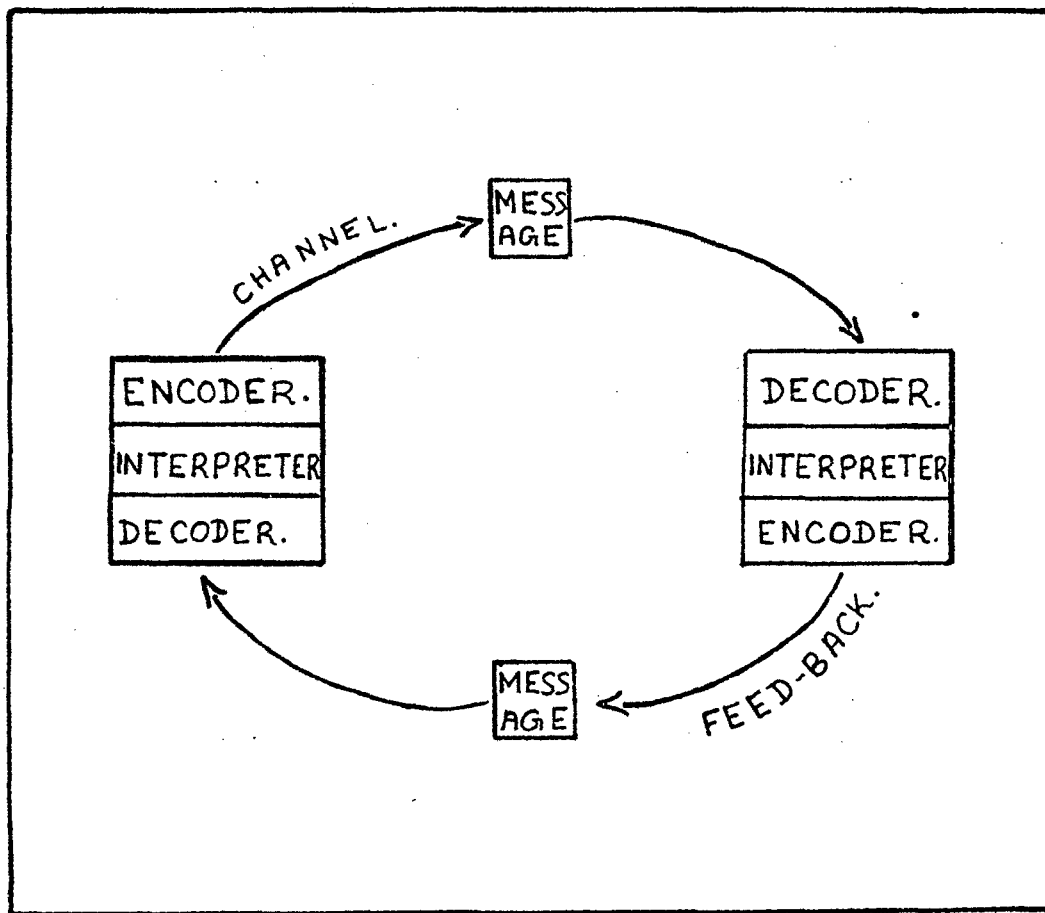 MESS
AGE
CHANNEL.
ENCODER.
INTERPRETER
DECODER.
DECODER.
INTERPRETER
ENCODER.
FEED-BACK.
MESS
AGE